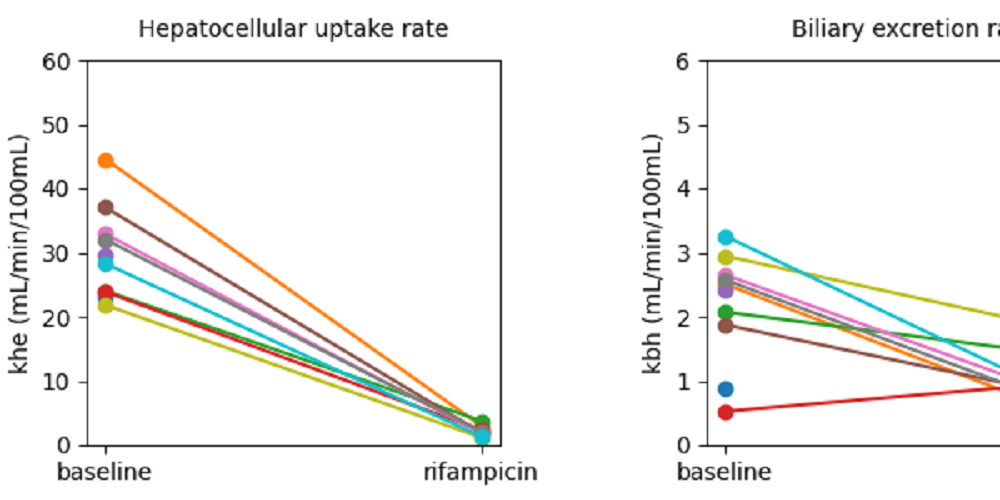 Hepatocellular uptake rate
60
50
40
30
20
10
0
khe (mL/min/100mL)
baseline
rifampicin
Biliary excretion ra
6
5
4
3
2
1
0
kbh (mL/min/100mL)
baseline